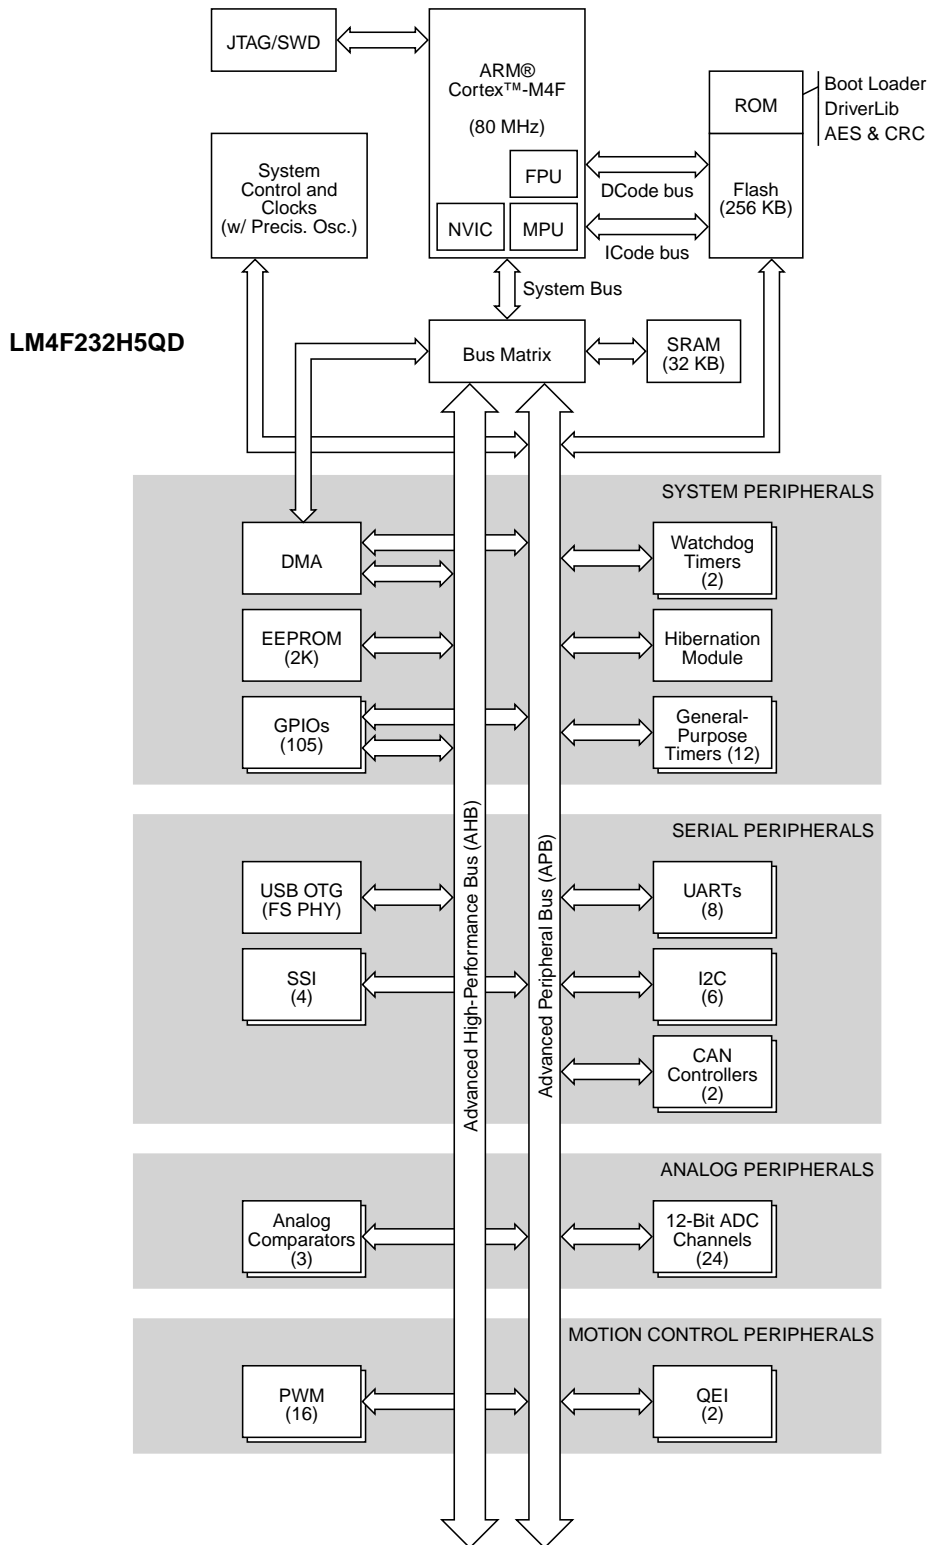 JTAG/SWD
ARM®
Cortex™-M4F
(80 MHz)
FPU
NVIC
MPU
ROM
Boot Loader
DriverLib
AES & CRC
Flash
(256 KB)
DCode bus
ICode bus
System
Control and
Clocks
(w/ Precis. Osc.)
System Bus
LM4F232H5QD
Bus Matrix
SRAM
(32 KB)
SYSTEM PERIPHERALS
DMA
Watchdog
Timers
(2)
EEPROM
(2K)
Hibernation
Module
GPIOs
(105)
General-
Purpose
Timers (12)
Advanced High-Performance Bus (AHB)
Advanced Peripheral Bus (APB)
SERIAL PERIPHERALS
USB OTG
(FS PHY)
UARTs
(8)
SSI
(4)
I2C
(6)
CAN
Controllers
(2)
ANALOG PERIPHERALS
Analog
Comparators
(3)
12-Bit ADC
Channels
(24)
MOTION CONTROL PERIPHERALS
PWM
(16)
QEI
(2)